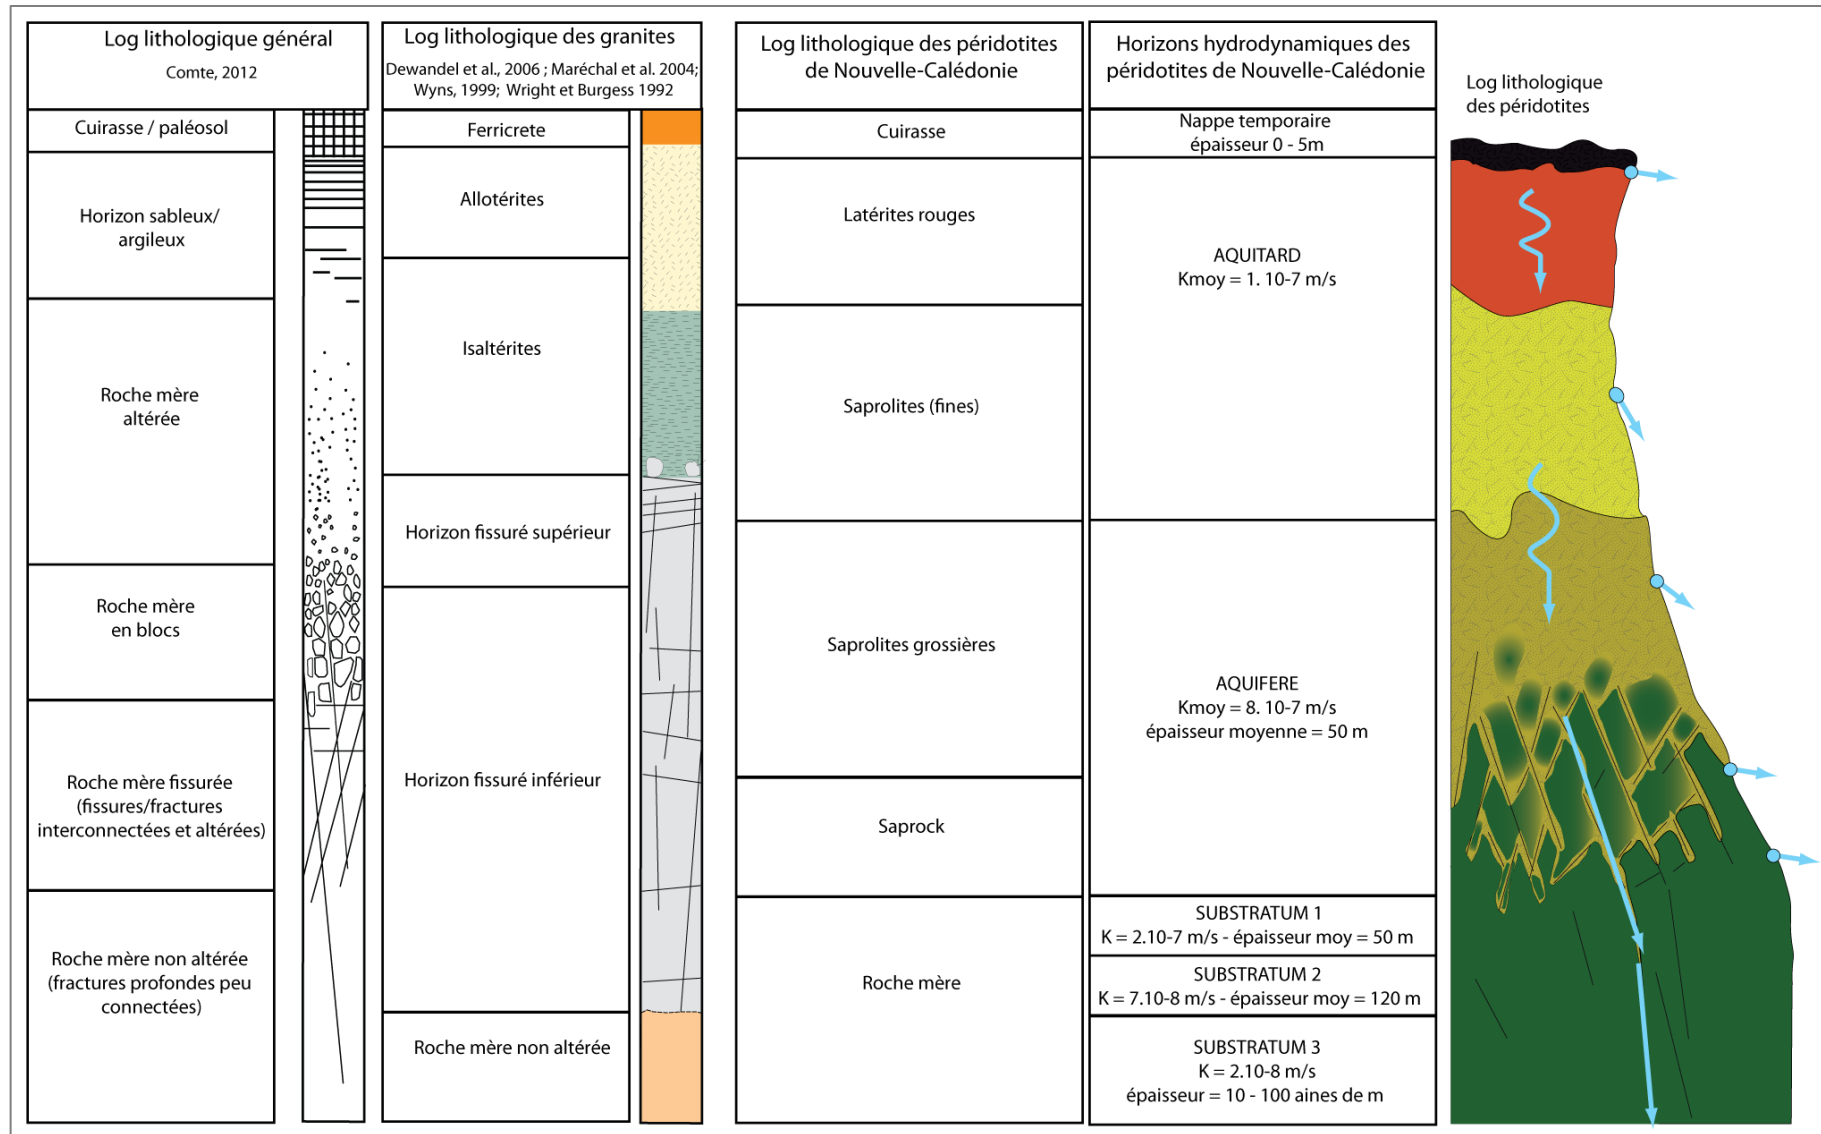 Log lithologique général
Comte, 2012
Cuirasse / paléosol
Horizon sableux/
argileux
Roche mère
altérée
Roche mère
en blocs
Roche mère fissurée
(fissures/fractures
interconnectées et altérées)
Roche mère non altérée
(fractures profondes peu
connectées)
Log lithologique des granites
Dewandel et al., 2006 ; Maréchal et al. 2004;
Wyns, 1999; Wright et Burgess 1992
Ferricrete
Allotérites
Isaltérites
Horizon fissuré supérieur
Horizon fissuré inférieur
Roche mère non altérée
Log lithologique des péridotites
de Nouvelle-Calédonie
Cuirasse
Latérites rouges
Saprolites (fines)
Saprolites grossières
Saprock
Roche mère
Horizons hydrodynamiques des
péridotites de Nouvelle-Calédonie
Nappe temporaire
épaisseur 0 - 5m
AQUITARD
Kmoy = 1. 10-7 m/s
AQUIFERE
Kmoy = 8. 10-7 m/s
épaisseur moyenne = 50 m
SUBSTRATUM 1
K = 2.10-7 m/s - épaisseur moy = 50 m
SUBSTRATUM 2
K = 7.10-8 m/s - épaisseur moy = 120 m
SUBSTRATUM 3
K = 2.10-8 m/s
épaisseur = 10 - 100 aines de m
Log lithologique
des péridotites